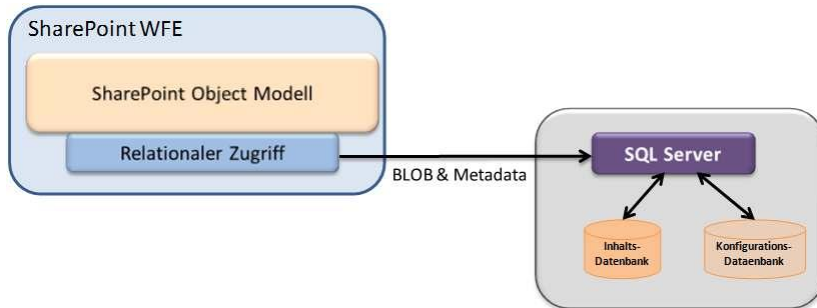 SharePoint WFE
SharePoint Object Modell
Relationaler Zugriff
BLOB & Metadata
SQL Server
Inhalts-
Datenbank
Konfigurations-
Dataenbank